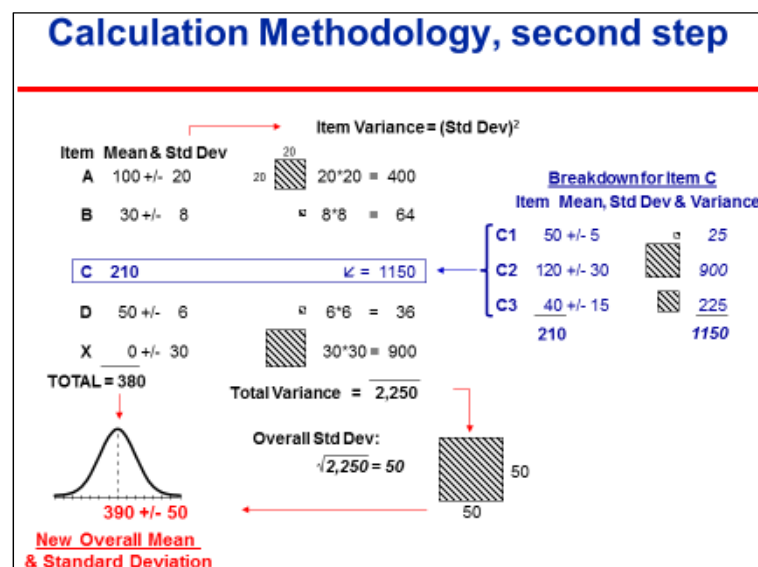 Calculation Methodology, second step
Item Variance = (Std Dev)²
Item Mean & Std Dev
20
A 100 +/- 20 20 20*20 = 400
Breakdown for Item C
Item Mean, Std Dev & Variance
B 30 +/- 8 8*8 = 64
C1 50 +/- 5 25
C 210 ↙ = 1150
C2 120 +/- 30 900
C3 40 +/- 15 225
D 50 +/- 6 6*6 = 36
210 1150
X 0 +/- 30 30*30 = 900
TOTAL = 380
Total Variance = 2,250
Overall Std Dev:
√2,250 = 50
50
50
390 +/- 50
New Overall Mean
& Standard Deviation